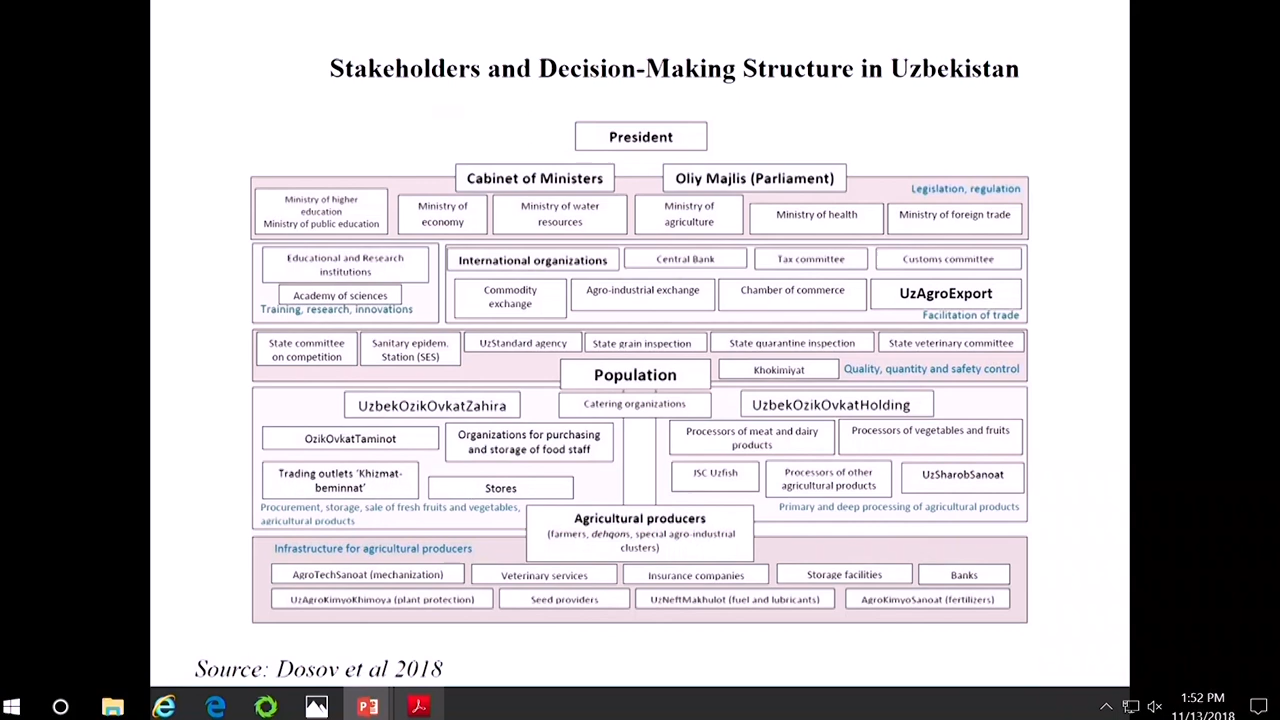 Stakeholders and Decision-Making Structure in Uzbekistan
President
Cabinet of Ministers
Oliy Majlis (Parliament)
Legislation, regulation
Ministry of higher
education
Ministry of public education
Ministry of
economy
Ministry of water
resources
Ministry of
agriculture
Ministry of health
Ministry of foreign trade
Educational and Research
institutions
Academy of sciences
Training, research, innovations
International organizations
Central Bank
Tax committee
Customs committee
Commodity
exchange
Agro-industrial exchange
Chamber of commerce
UzAgroExport
Facilitation of trade
State committee
on competition
Sanitary epidem.
Station (SES)
UzStandard agency
State grain inspection
State quarantine inspection
State veterinary committee
Population
Khokimiyat
Quality, quantity and safety control
UzbekOzikOvkatZahira
Catering organizations
UzbekOzikOvkatHolding
OzikOvkatTaminot
Organizations for purchasing
and storage of food staff
Processors of meat and dairy
products
Processors of vegetables and fruits
Trading outlets ‘Khizmat-
beminnat’
Stores
JSC Uzfish
Processors of other
agricultural products
UzSharobSanoat
Procurement, storage, sale of fresh fruits and vegetables,
agricultural products
Primary and deep processing of agricultural products
Agricultural producers
(farmers, dehqons, special agro-industrial
clusters)
Infrastructure for agricultural producers
AgroTechSanoat (mechanization)
Veterinary services
Insurance companies
Storage facilities
Banks
UzAgroKimyoKhimoya (plant protection)
Seed providers
UzNeftMakhulot (fuel and lubricants)
AgroKimyoSanoat (fertilizers)
Source: Dosov et al 2018
1:52 PM
11/13/2018